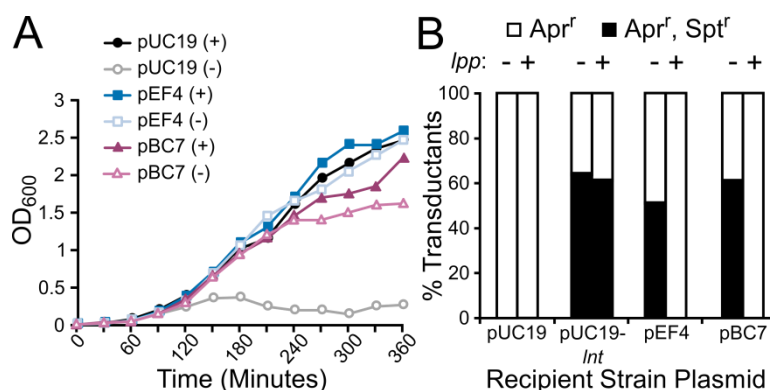 A
pUC19 (+)
pUC19 (-)
pEF4 (+)
pEF4 (-)
pBC7 (+)
pBC7 (-)
3
2.5
2
1.5
1
0.5
0
OD600
0 60 120 180 240 300 360
Time (Minutes)
B
Aprʳ Aprʳ, Sptʳ
lpp: - + - + - + - +
100
80
60
40
20
0
% Transductants
pUC19 pUC19-Int pEF4 pBC7
Recipient Strain Plasmid